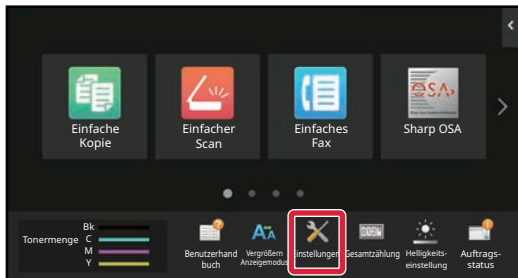 Einfache
Kopie
Einfacher
Scan
Einfaches
Fax
OSA
Sharp OSA
Tonermenge
Bk
C
M
Y
Benutzerhand
buch
Vergrößern
Anzeigemodus
Einstellungen
Gesamtzählung
Helligkeits-
einstellung
Auftrags-
status